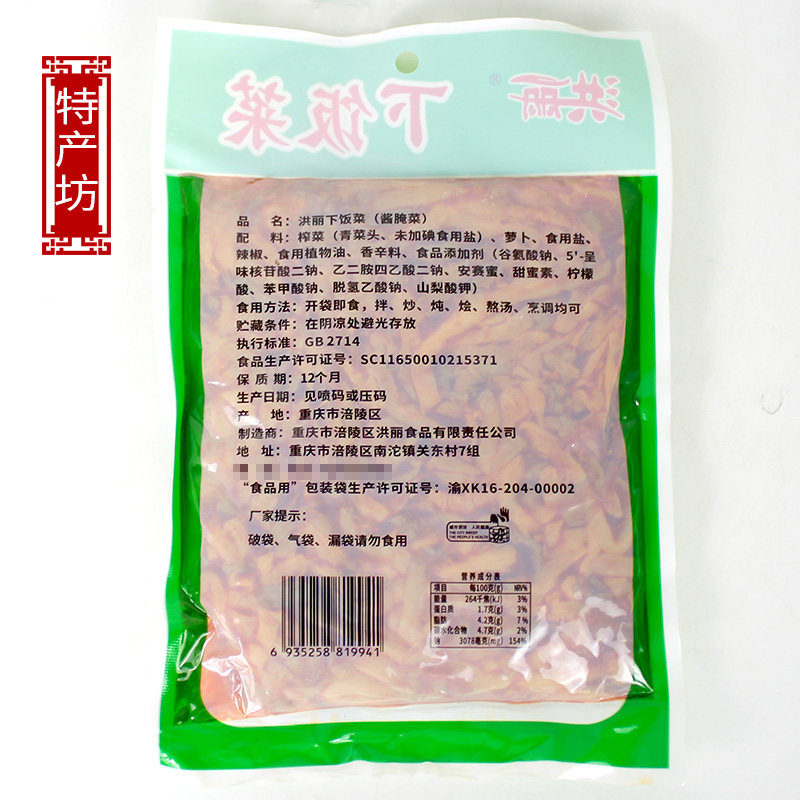 特产坊
洪丽®
下饭菜
品 名：洪丽下饭菜（酱腌菜）
配 料：榨菜（青菜头、未加碘食用盐）、萝卜、食用盐、
辣椒、食用植物油、香辛料、食品添加剂（谷氨酸钠、5'-呈
味核苷酸二钠、乙二胺四乙酸二钠、安赛蜜、甜蜜素、柠檬
酸、苯甲酸钠、脱氢乙酸钠、山梨酸钾）
食用方法：开袋即食，拌、炒、炖、烩、熬汤、烹调均可
贮藏条件：在阴凉处避光存放
执行标准：GB 2714
食品生产许可证号：SC11650010215371
保 质 期：12个月
生产日期：见喷码或压码
产 地：重庆市涪陵区
制造商：重庆市涪陵区洪丽食品有限责任公司
地 址：重庆市涪陵区南沱镇关东村7组
“食品用”包装袋生产许可证号：渝XK16-204-00002
厂家提示：
破袋、气袋、漏袋请勿食用
城市清洁 人民健康
THE CITY SWEEP
THE PEOPLE'S HEALTH
营养成分表
项目 每100克(g) NRV%
能量 264千焦(kJ) 3%
蛋白质 1.7克(g) 3%
脂肪 4.2克(g) 7%
碳水化合物 4.7克(g) 2%
钠 3078毫克(mg) 154%
6 935258 819941